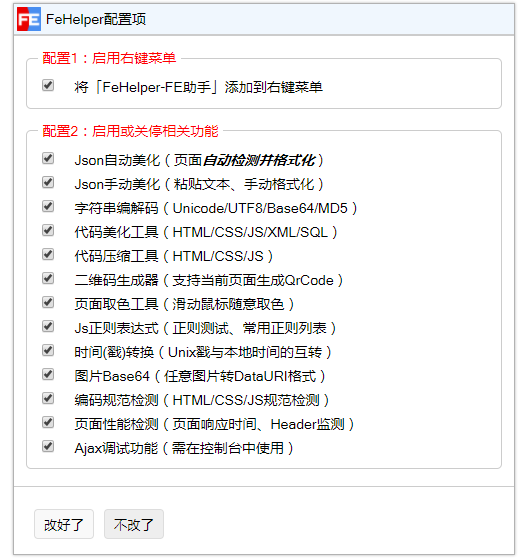 FE FeHelper配置项
配置1：启用右键菜单
将「FeHelper-FE助手」添加到右键菜单
配置2：启用或关停相关功能
Json自动美化（页面自动检测并格式化）
Json手动美化（粘贴文本、手动格式化）
字符串编解码（Unicode/UTF8/Base64/MD5）
代码美化工具（HTML/CSS/JS/XML/SQL）
代码压缩工具（HTML/CSS/JS）
二维码生成器（支持当前页面生成QrCode）
页面取色工具（滑动鼠标随意取色）
Js正则表达式（正则测试、常用正则列表）
时间(戳)转换（Unix戳与本地时间的互转）
图片Base64（任意图片转DataURI格式）
编码规范检测（HTML/CSS/JS规范检测）
页面性能检测（页面响应时间、Header监测）
Ajax调试功能（需在控制台中使用）
改好了 不改了